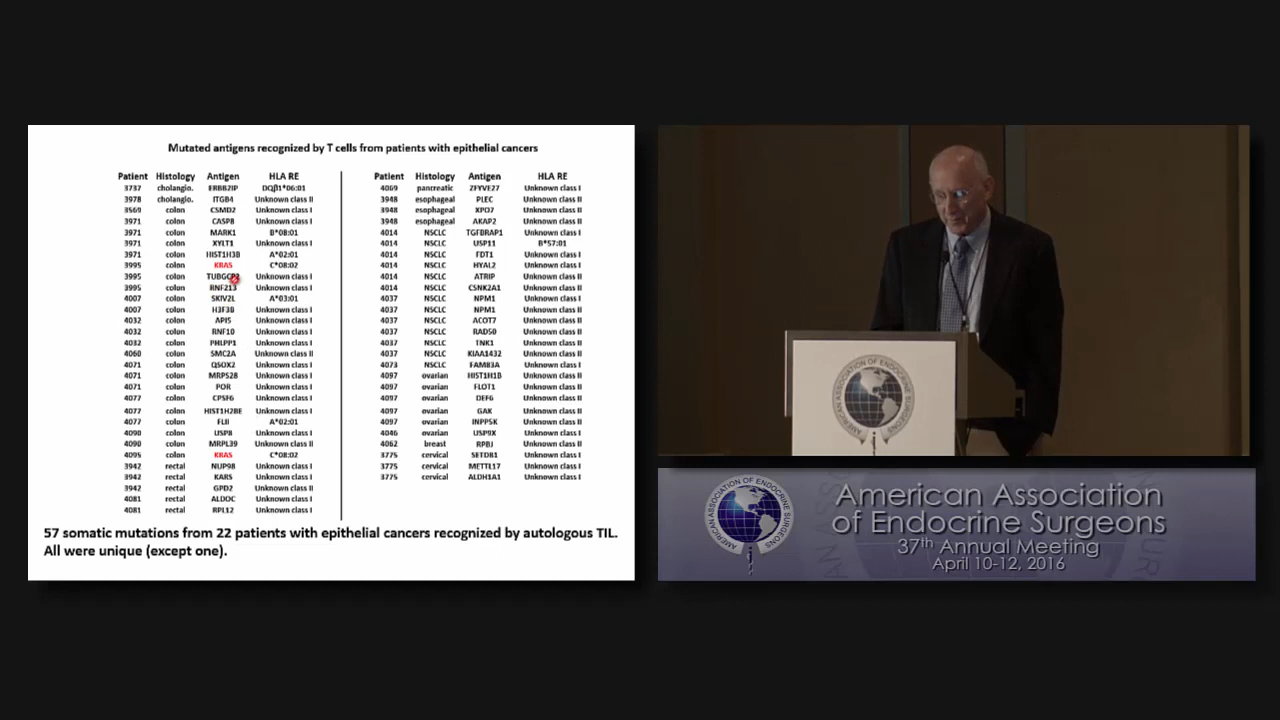 Mutated antigens recognized by T cells from patients with epithelial cancers
Patient Histology Antigen HLA RE
3737 cholangio. ERBB2IP DQβ1*06:01
3978 cholangio. ITGB4 Unknown class II
3569 colon CSMD2 Unknown class I
3971 colon CASP8 Unknown class I
3971 colon MARK1 B*08:01
3971 colon XYLT1 Unknown class I
3971 colon HIST1H3B A*02:01
3995 colon KRAS C*08:02
3995 colon TUBGCP2 Unknown class I
3995 colon RNF213 Unknown class I
4007 colon SKIV2L A*03:01
4007 colon H3F3B Unknown class I
4032 colon API5 Unknown class I
4032 colon RNF10 Unknown class I
4032 colon PHLPP1 Unknown class I
4060 colon SMC2A Unknown class II
4071 colon QSOX2 Unknown class I
4071 colon MRPS28 Unknown class I
4071 colon POR Unknown class I
4077 colon CPSF6 Unknown class I
4077 colon HIST1H2BE Unknown class I
4077 colon FLII A*02:01
4090 colon USP8 Unknown class I
4090 colon MRPL39 Unknown class II
4095 colon KRAS C*08:02
3942 rectal NUP98 Unknown class I
3942 rectal KARS Unknown class I
3942 rectal GPD2 Unknown class II
4081 rectal ALDOC Unknown class I
4081 rectal RPL12 Unknown class I
Patient Histology Antigen HLA RE
4069 pancreatic ZFYVE27 Unknown class I
3948 esophageal PLEC Unknown class II
3948 esophageal XPO7 Unknown class II
3948 esophageal AKAP2 Unknown class II
4014 NSCLC TGFBRAP1 Unknown class II
4014 NSCLC USP11 B*57:01
4014 NSCLC FDT1 Unknown class I
4014 NSCLC HYAL2 Unknown class II
4014 NSCLC ATRIP Unknown class II
4014 NSCLC CSNK2A1 Unknown class II
4037 NSCLC NPM1 Unknown class I
4037 NSCLC NPM1 Unknown class II
4037 NSCLC ACOT7 Unknown class II
4037 NSCLC RAD50 Unknown class II
4037 NSCLC TNK1 Unknown class II
4037 NSCLC KIAA1432 Unknown class II
4073 NSCLC FAM83A Unknown class I
4097 ovarian HIST1H1B Unknown class II
4097 ovarian FLOT1 Unknown class II
4097 ovarian DEF6 Unknown class II
4097 ovarian GAK Unknown class II
4097 ovarian INPP5K Unknown class II
4046 ovarian USP9X Unknown class II
4062 breast RPBJ Unknown class II
3775 cervical SETDB1 Unknown class I
3775 cervical METTL17 Unknown class I
3775 cervical ALDH1A1 Unknown class I
57 somatic mutations from 22 patients with epithelial cancers recognized by autologous TIL.
All were unique (except one).
AMERICAN ASSOCIATION OF ENDOCRINE SURGEONS
AMERICAN ASSOCIATION OF ENDOCRINE SURGEONS
American Association
of Endocrine Surgeons
37th Annual Meeting
April 10-12, 2016